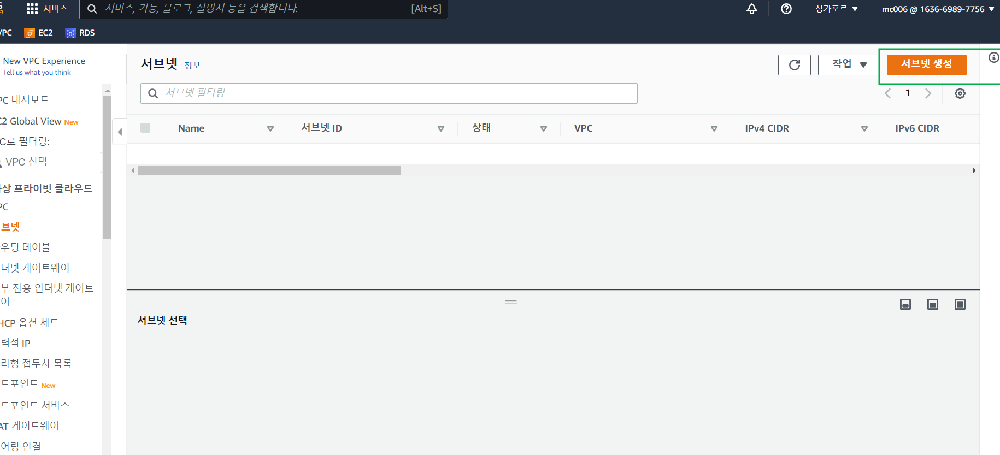 서비스
서비스, 기능, 블로그, 설명서 등을 검색합니다.
[Alt+S]
싱가포르
mc006 @ 1636-6989-7756
VPC
EC2
RDS
New VPC Experience
Tell us what you think
PC 대시보드
C2 Global View New
C로 필터링:
VPC 선택
상 프라이빗 클라우드
PC
브넷
우팅 테이블
터넷 게이트웨이
부 전용 인터넷 게이트
이
HCP 옵션 세트
력적 IP
리형 접두사 목록
드포인트 New
드포인트 서비스
AT 게이트웨이
어링 연결
서브넷 정보
작업
서브넷 생성
서브넷 필터링
1
Name
서브넷 ID
상태
VPC
IPv4 CIDR
IPv6 CIDR
서브넷 선택